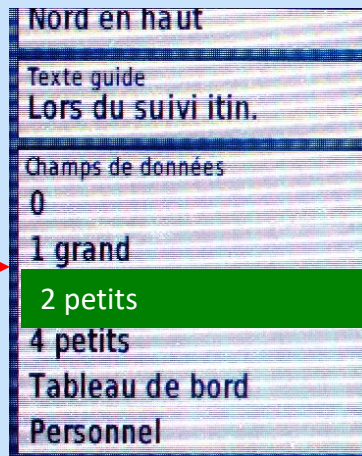 Nord en haut
Texte guide
Lors du suivi itin.
Champs de données
0
1 grand
2 petits
4 petits
Tableau de bord
Personnel